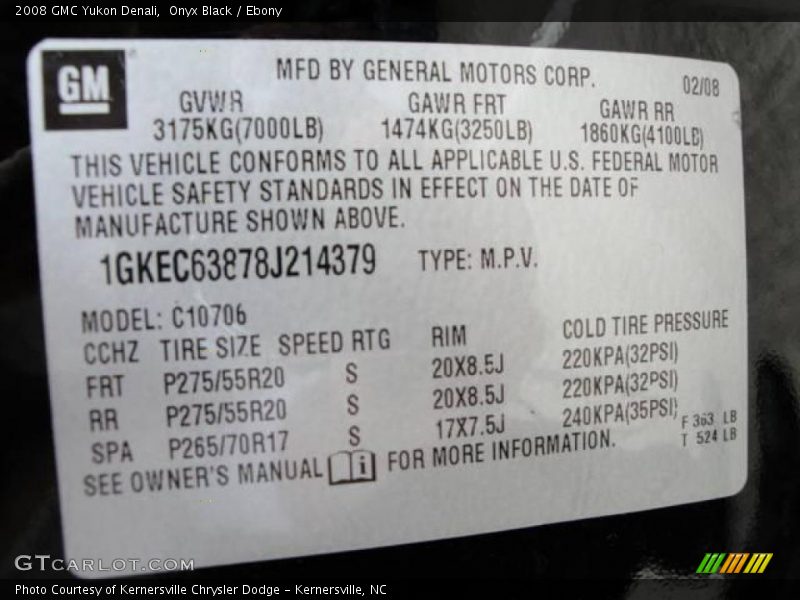 2008 GMC Yukon Denali, Onyx Black / Ebony
GM
MFD BY GENERAL MOTORS CORP.
02/08
GVWR GAWR FRT GAWR RR
3175KG(7000LB) 1474KG(3250LB) 1860KG(4100LB)
THIS VEHICLE CONFORMS TO ALL APPLICABLE U.S. FEDERAL MOTOR
VEHICLE SAFETY STANDARDS IN EFFECT ON THE DATE OF
MANUFACTURE SHOWN ABOVE.
1GKEC63878J214379 TYPE: M.P.V.
MODEL: C10706
CCHZ TIRE SIZE SPEED RTG RIM COLD TIRE PRESSURE
FRT P275/55R20 S 20X8.5J 220KPA(32PSI)
RR P275/55R20 S 20X8.5J 220KPA(32PSI)
SPA P265/70R17 S 17X7.5J 240KPA(35PSI)
F 363 LB
T 524 LB
SEE OWNER'S MANUAL i FOR MORE INFORMATION.
GTCARLOT.COM
Photo Courtesy of Kernersville Chrysler Dodge - Kernersville, NC